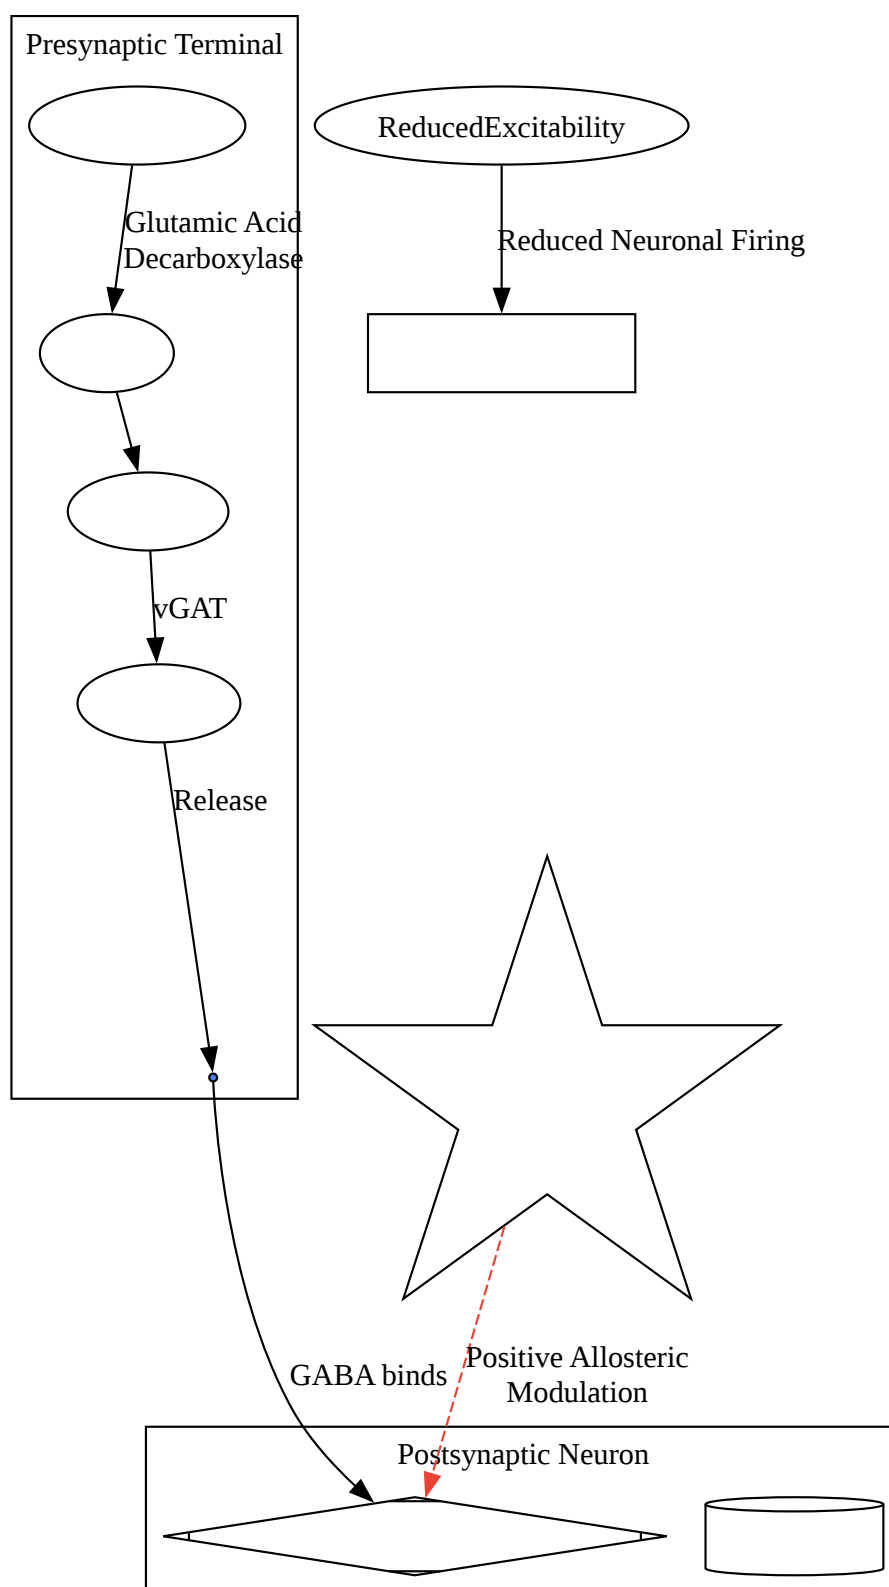 Presynaptic Terminal
ReducedExcitability
Glutamic Acid
Decarboxylase
Reduced Neuronal Firing
vGAT
Release
GABA binds
Positive Allosteric
Modulation
Postsynaptic Neuron